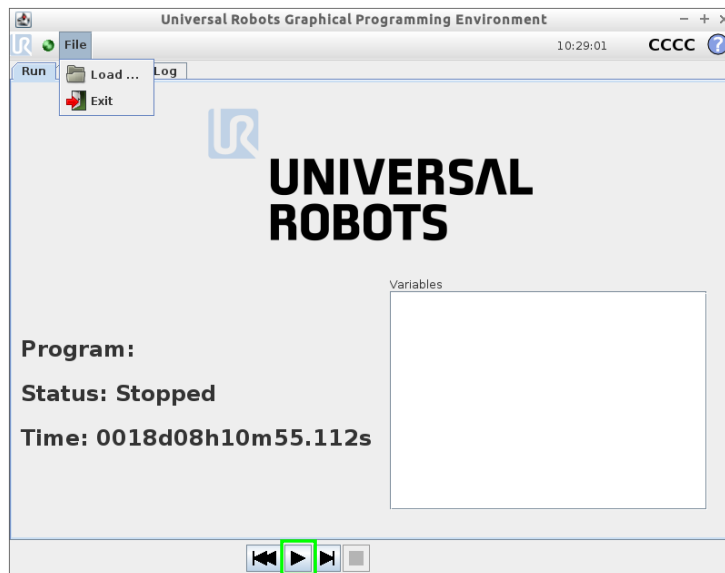 Universal Robots Graphical Programming Environment
File
10:29:01
CCCC
?
Run
Load ...
Log
Exit
UR
UNIVERSAL
ROBOTS
Variables
Program:
Status: Stopped
Time: 0018d08h10m55.112s